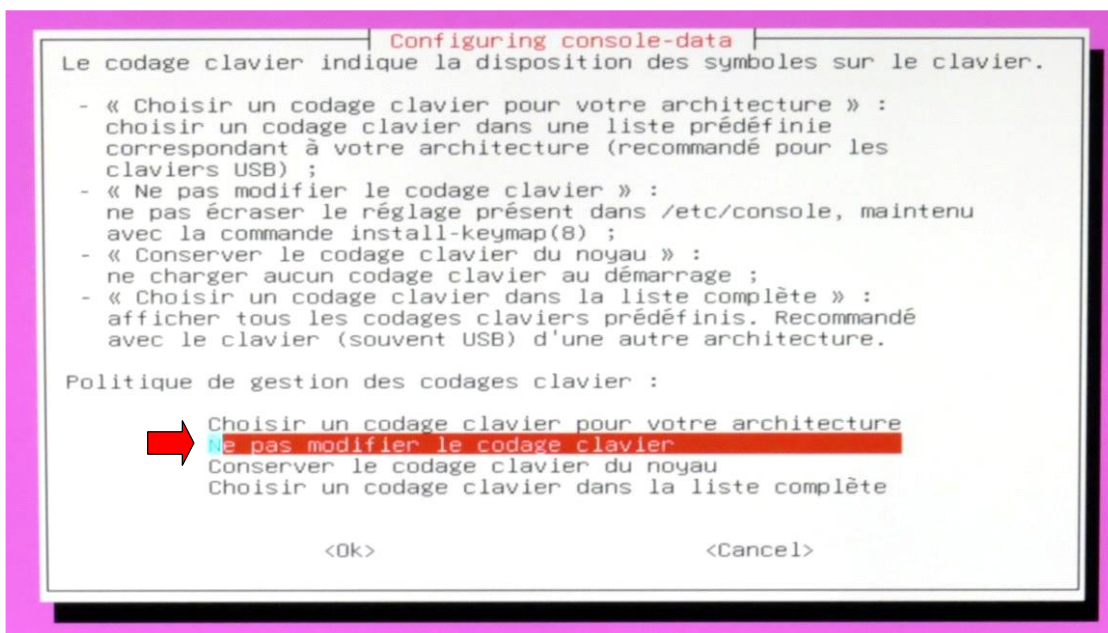 Configuring console-data
Le codage clavier indique la disposition des symboles sur le clavier.
- « Choisir un codage clavier pour votre architecture » :
choisir un codage clavier dans une liste prédéfinie
correspondant à votre architecture (recommandé pour les
claviers USB) ;
- « Ne pas modifier le codage clavier » :
ne pas écraser le réglage présent dans /etc/console, maintenu
avec la commande install-keymap(8) ;
- « Conserver le codage clavier du noyau » :
ne charger aucun codage clavier au démarrage ;
- « Choisir un codage clavier dans la liste complète » :
afficher tous les codages claviers prédéfinis. Recommandé
avec le clavier (souvent USB) d'une autre architecture.
Politique de gestion des codages clavier :
Choisir un codage clavier pour votre architecture
Ne pas modifier le codage clavier
Conserver le codage clavier du noyau
Choisir un codage clavier dans la liste complète
<Ok> <Cancel>